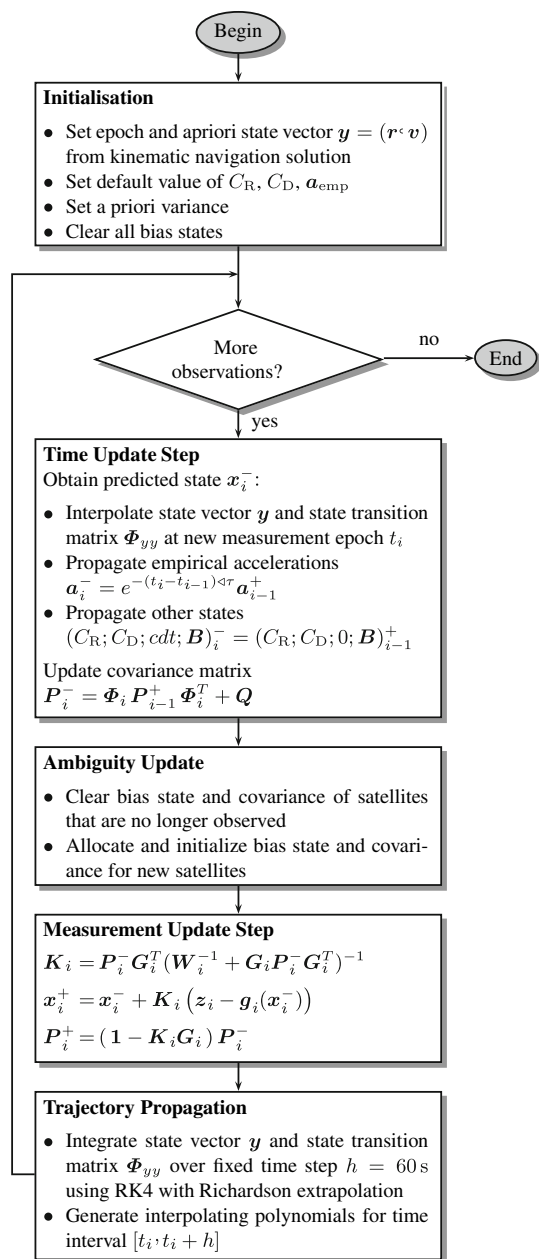 Begin
Initialisation
• Set epoch and apriori state vector y = (r‹ v)
from kinematic navigation solution
• Set default value of C_R, C_D, a_emp
• Set a priori variance
• Clear all bias states
More
observations?
no
End
yes
Time Update Step
Obtain predicted state x_i^-:
• Interpolate state vector y and state transition
matrix Φ_yy at new measurement epoch t_i
• Propagate empirical accelerations
a_i^- = e^{-(t_i-t_{i-1})◁τ} a_{i-1}^+
• Propagate other states
(C_R; C_D; cdt; B)_i^- = (C_R; C_D; 0; B)_{i-1}^+
Update covariance matrix
P_i^- = Φ_i P_{i-1}^+ Φ_i^T + Q
Ambiguity Update
• Clear bias state and covariance of satellites
that are no longer observed
• Allocate and initialize bias state and covari-
ance for new satellites
Measurement Update Step
K_i = P_i^- G_i^T (W_i^{-1} + G_i P_i^- G_i^T)^{-1}
x_i^+ = x_i^- + K_i (z_i - g_i(x_i^-))
P_i^+ = (1 - K_i G_i) P_i^-
Trajectory Propagation
• Integrate state vector y and state transition
matrix Φ_yy over fixed time step h = 60 s
using RK4 with Richardson extrapolation
• Generate interpolating polynomials for time
interval [t_i, t_i + h]